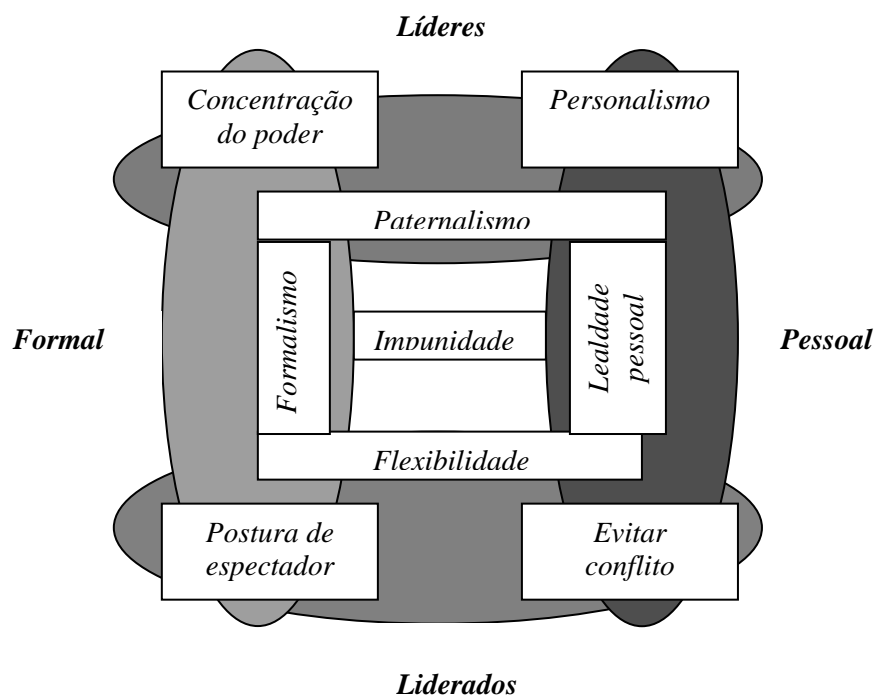 Líderes
Concentração
do poder
Personalismo
Paternalismo
Formalismo
Lealdade
pessoal
Formal
Impunidade
Pessoal
Flexibilidade
Postura de
espectador
Evitar
conflito
Liderados